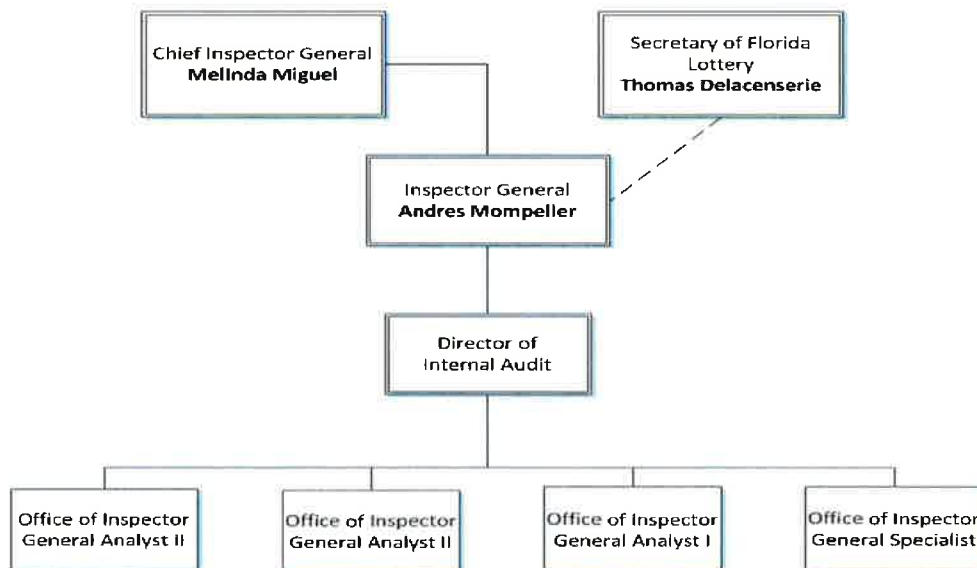 Chief Inspector General
Melinda Miguel
Secretary of Florida
Lottery
Thomas Delacenserie
Inspector General
Andres Mompeller
Director of
Internal Audit
Office of Inspector
General Analyst II
Office of Inspector
General Analyst II
Office of Inspector
General Analyst I
Office of Inspector
General Specialist